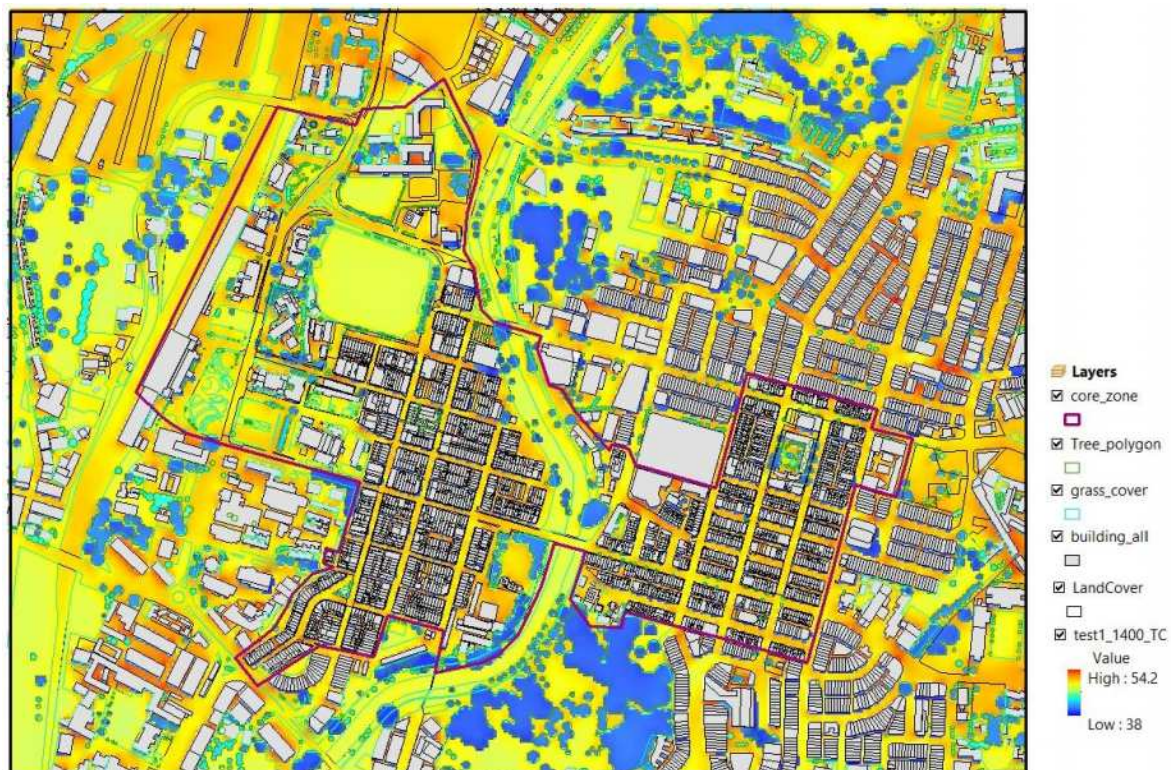 Layers
core_zone
Tree_polygon
grass_cover
building_all
LandCover
test1_1400_TC
Value
High : 54.2
Low : 38